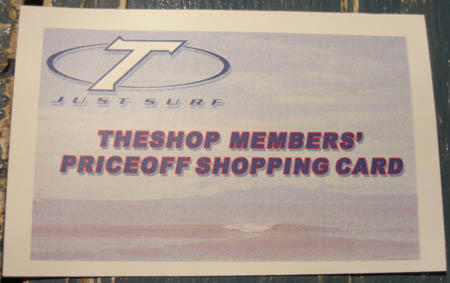 T
JUST SURF
THESHOP MEMBERS'
PRICEOFF SHOPPING CARD